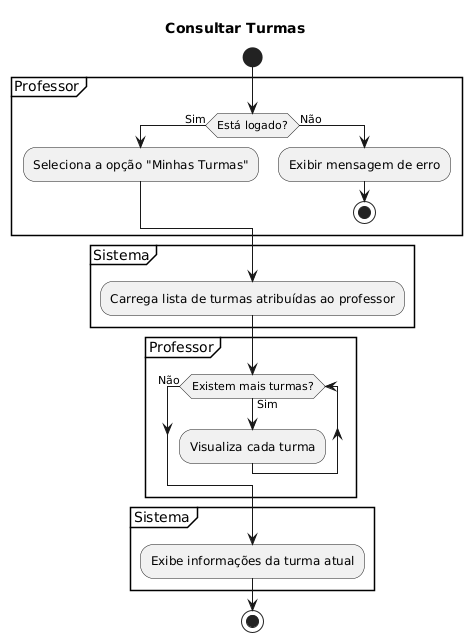 Consultar Turmas
Professor
Está logado?
Sim
Não
Seleciona a opção "Minhas Turmas"
Exibir mensagem de erro
Sistema
Carrega lista de turmas atribuídas ao professor
Professor
Existem mais turmas?
Não
Sim
Visualiza cada turma
Sistema
Exibe informações da turma atual